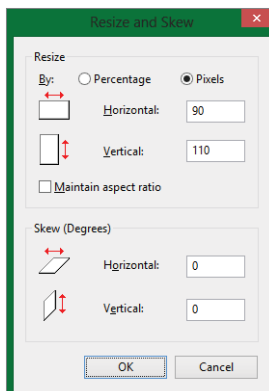 Resize and Skew
Resize
By: Percentage Pixels
Horizontal: 90
Vertical: 110
Maintain aspect ratio
Skew (Degrees)
Horizontal: 0
Vertical: 0
OK Cancel